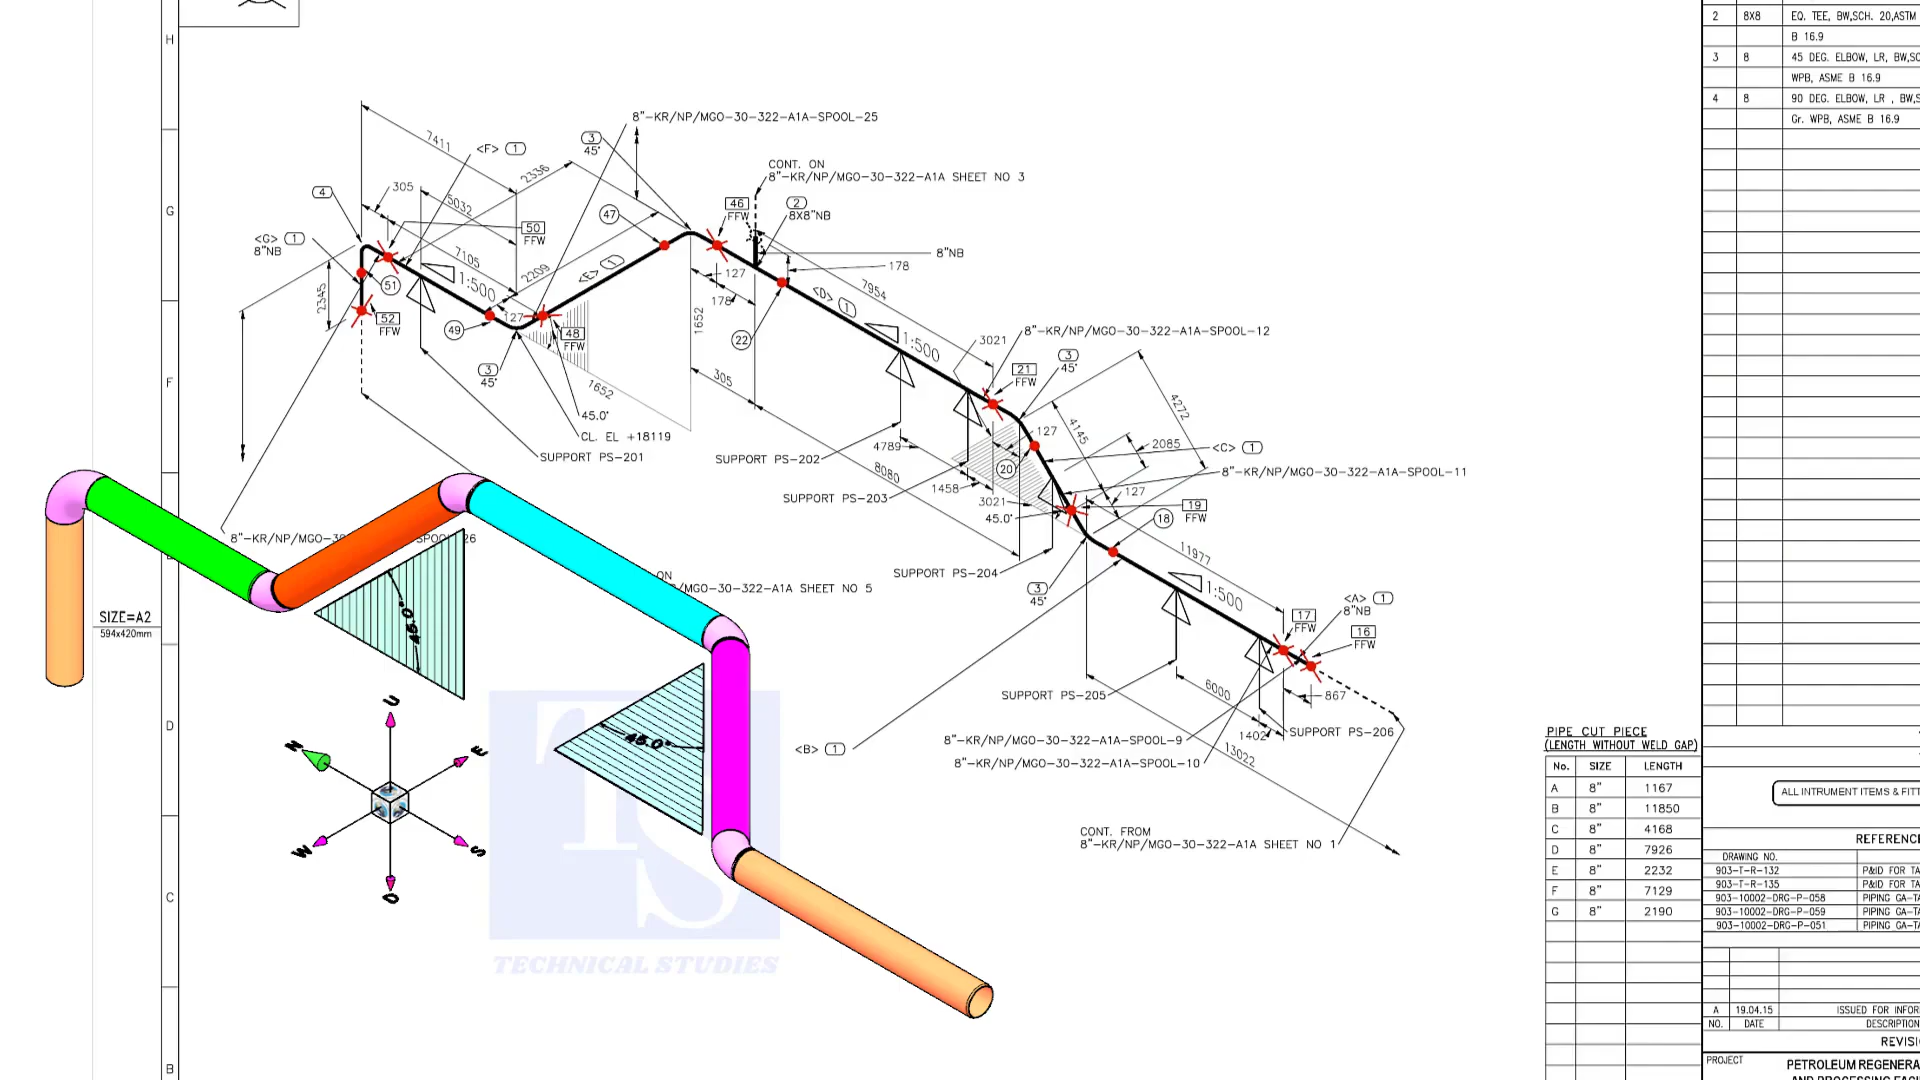 H
G
F
D
C
B
SIZE=A2
594x420mm
8"-KR/NP/MGO-30-322-A1A-SPOOL-25
3
45°
CONT. ON
8"-KR/NP/MGO-30-322-A1A SHEET NO 3
7411
<F> 1
2336
4
305
5032
47
46
FFW
2
8X8"NB
50
FFW
<G> 1
8"NB
8"NB
178
7105
1:500
2209
<E> 1
127
178
51
2345
52
FFW
49
127
48
FFW
1652
22
<D> 1
7954
1:500
3
45°
1652
45.0°
CL. EL +18119
SUPPORT PS-201
305
3021
8"-KR/NP/MGO-30-322-A1A-SPOOL-12
3
45°
21
FFW
4272
127
4145
2085
<C> 1
SUPPORT PS-202
4789
8080
20
8"-KR/NP/MGO-30-322-A1A-SPOOL-11
SUPPORT PS-203
1458
3021
127
45.0°
19
FFW
18
SUPPORT PS-204
11977
1:500
3
45°
<A> 1
8"NB
17
FFW
16
FFW
SUPPORT PS-205
6000
867
1402
SUPPORT PS-206
13022
8"-KR/NP/MGO-30-322-A1A-SPOOL-9
8"-KR/NP/MGO-30-322-A1A-SPOOL-10
<B> 1
CONT. FROM
8"-KR/NP/MGO-30-322-A1A SHEET NO 1
8"-KR/NP/MGO-3
SPOOL-26
ON
MGO-30-322-A1A SHEET NO 5
45.0°
45.0°
U
N
E
W
S
D
TS
TECHNICAL STUDIES
2 8X8 EQ. TEE, BW,SCH. 20,ASTM
B 16.9
3 8 45 DEG. ELBOW, LR, BW,SC
WPB, ASME B 16.9
4 8 90 DEG. ELBOW, LR , BW,S
Gr. WPB, ASME B 16.9
PIPE CUT PIECE
(LENGTH WITHOUT WELD GAP)
No. SIZE LENGTH
A 8" 1167
B 8" 11850
C 8" 4168
D 8" 7926
E 8" 2232
F 8" 7129
G 8" 2190
ALL INTRUMENT ITEMS & FITT
REFERENCE
DRAWING NO.
903-T-R-132 P&ID FOR TA
903-T-R-135 P&ID FOR TA
903-10002-DRG-P-058 PIPING GA-TA
903-10002-DRG-P-059 PIPING GA-TA
903-10002-DRG-P-051 PIPING GA-TA
A 19.04.15 ISSUED FOR INFOR
NO. DATE DESCRIPTION
REVISI
PROJECT
PETROLEUM REGENERA